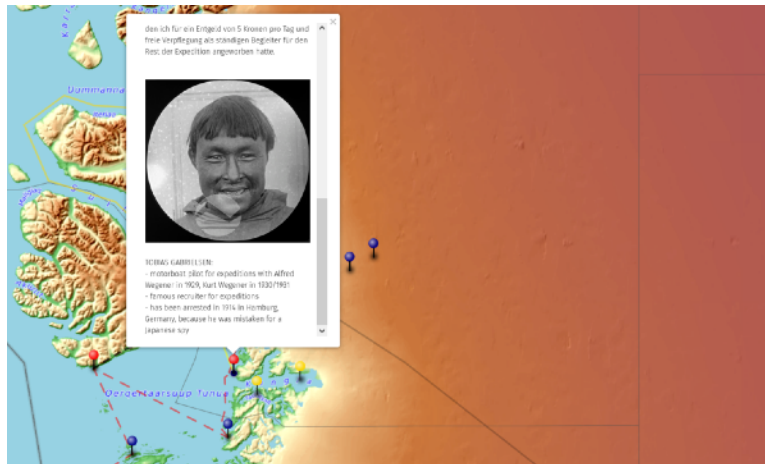 den ich für ein Entgeld von 5 Kronen pro Tag und
freie Verpflegung als ständigen Begleiter für den
Rest der Expedition angeworben hatte.
TOBIAS GABRIELSEN:
- motorboat pilot for expeditions with Alfred
Wegener in 1929, Kurt Wegener in 1930/1931
- famous recruiter for expeditions
- has been arrested in 1914 in Hamburg,
Germany, because he was mistaken for a
Japanese spy
Qeqertarsuup Tunua